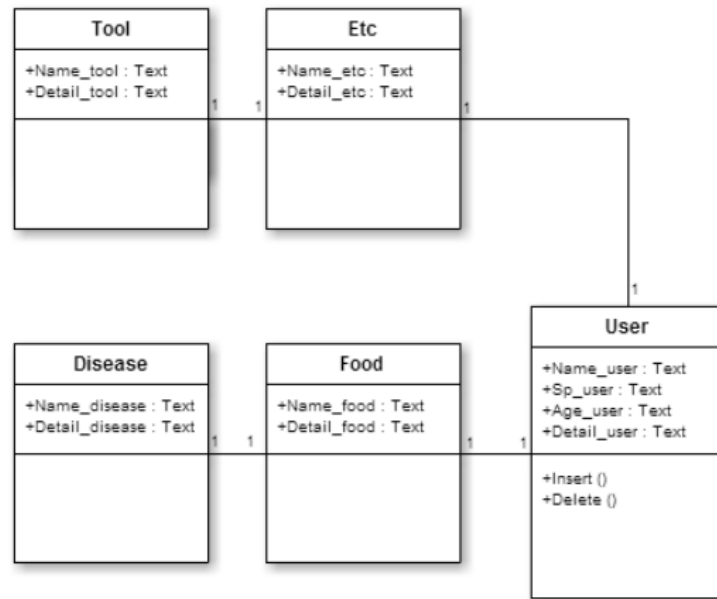 Tool
+Name_tool : Text
+Detail_tool : Text
1
1
Etc
+Name_etc : Text
+Detail_etc : Text
1
1
User
+Name_user : Text
+Sp_user : Text
+Age_user : Text
+Detail_user : Text
+Insert ()
+Delete ()
Disease
+Name_disease : Text
+Detail_disease : Text
1
1
Food
+Name_food : Text
+Detail_food : Text
1
1